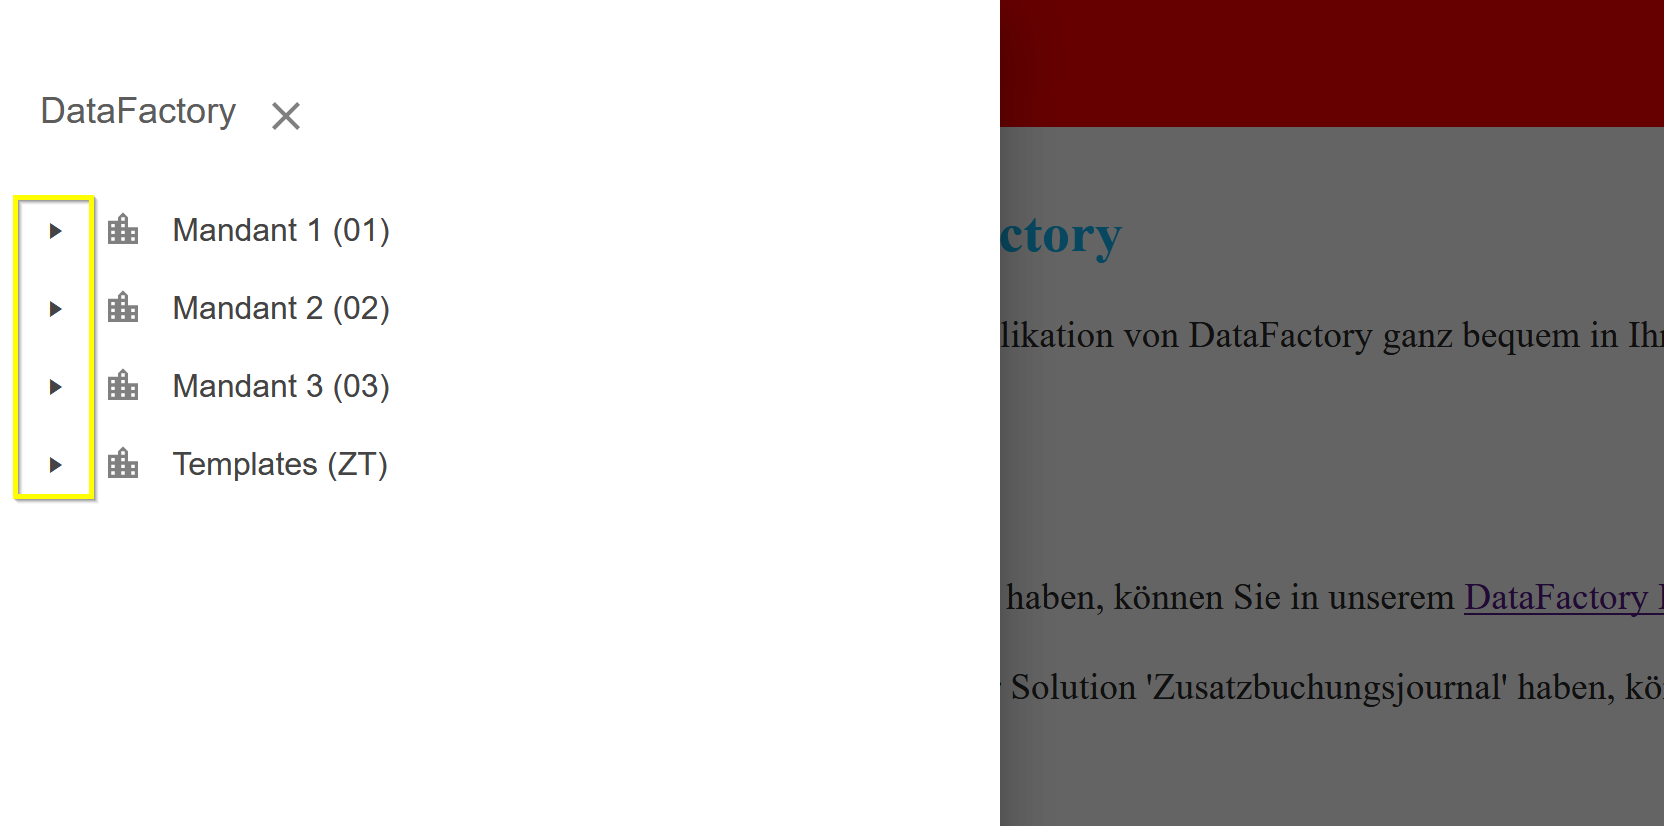 DataFactory
Mandant 1 (01)
Mandant 2 (02)
Mandant 3 (03)
Templates (ZT)
ctory
likation von DataFactory ganz bequem in Ih
haben, können Sie in unserem DataFactory
Solution 'Zusatzbuchungsjournal' haben, kö